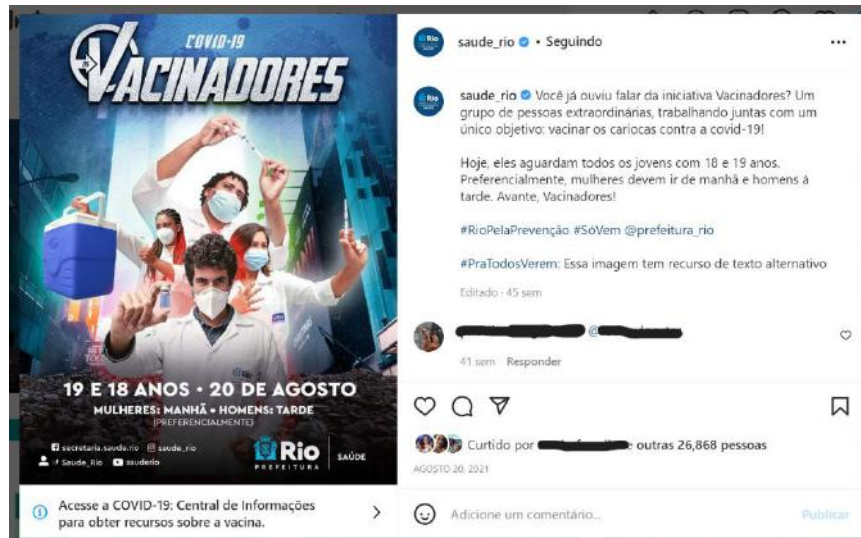 COVID-19
VACINADORES
19 E 18 ANOS • 20 DE AGOSTO
MULHERES: MANHÃ • HOMENS: TARDE
(PREFERENCIALMENTE)
secretaria.saude.rio saude_rio
Saude_Rio
Rio
PREFEITURA
SAÚDE
Acesse a COVID-19: Central de Informações
para obter recursos sobre a vacina.
saude_rio • Seguindo
saude_rio Você já ouviu falar da iniciativa Vacinadores? Um
grupo de pessoas extraordinárias, trabalhando juntas com um
único objetivo: vacinar os cariocas contra a covid-19!
Hoje, eles aguardam todos os jovens com 18 e 19 anos.
Preferencialmente, mulheres devem ir de manhã e homens à
tarde. Avante, Vacinadores!
#RioPelaPrevenção #SóVem @prefeitura_rio
#PraTodosVerem: Essa imagem tem recurso de texto alternativo
Editado · 45 sem
@
41 sem Responder
Curtido por e outras 26,868 pessoas
AGOSTO 20, 2021
Adicione um comentário...
Publicar